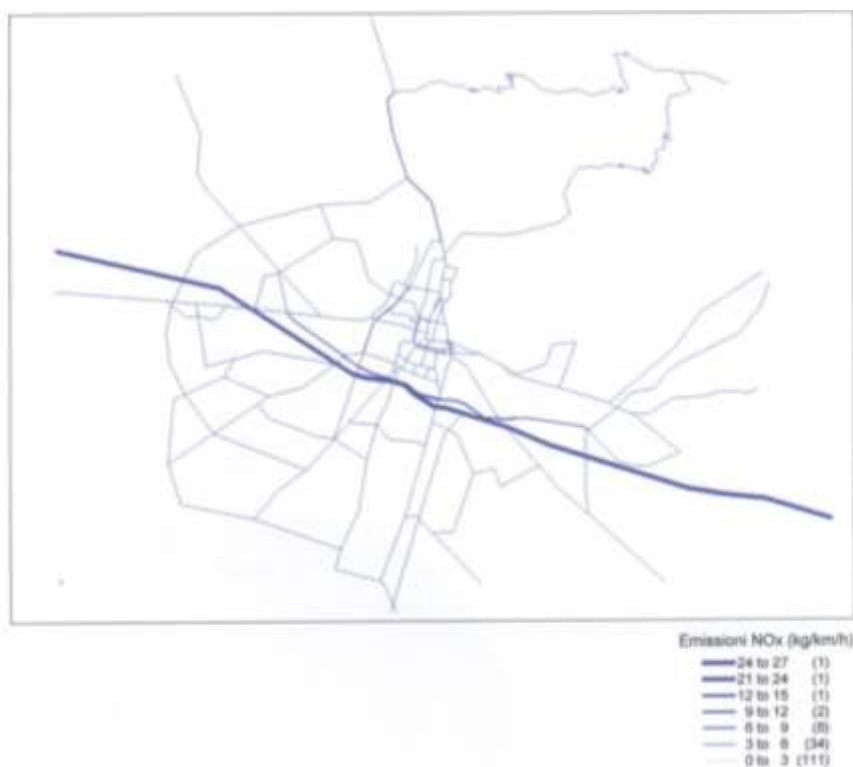 Emissioni NOx (kg/km/h)
24 to 27 (1)
21 to 24 (1)
12 to 15 (1)
9 to 12 (2)
6 to 9 (8)
3 to 6 (34)
0 to 3 (111)